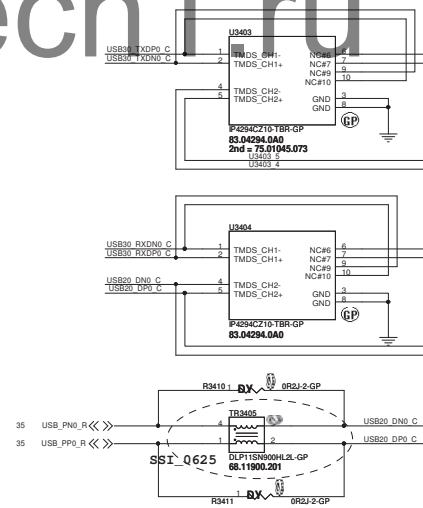 ech1.ru
U3403
USB30_TXDP0_C 1 TMDS_CH1- NC#6 6
USB30_TXDN0_C 2 TMDS_CH1+ NC#7 7
NC#9 9
NC#10 10
4 TMDS_CH2-
5 TMDS_CH2+ GND 3
GND 8
GP
IP4294CZ10-TBR-GP
83.04294.0A0
2nd = 75.01045.073
U3403_5
U3403_4
U3404
USB30_RXDN0_C 1 TMDS_CH1- NC#6 6
USB30_RXDP0_C 2 TMDS_CH1+ NC#7 7
NC#9 9
NC#10 10
USB20_DN0_C 4 TMDS_CH2-
USB20_DP0_C 5 TMDS_CH2+ GND 3
GND 8
GP
IP4294CZ10-TBR-GP
83.04294.0A0
R3410 1 DY 0R2J-2-GP
TR3405
35 USB_PN0_R 4 USB20_DN0_C
35 USB_PP0_R 1 2 USB20_DP0_C
SSI_0625
DLP11SN900HL2L-GP
68.11900.201
R3411 1 DY 0R2J-2-GP